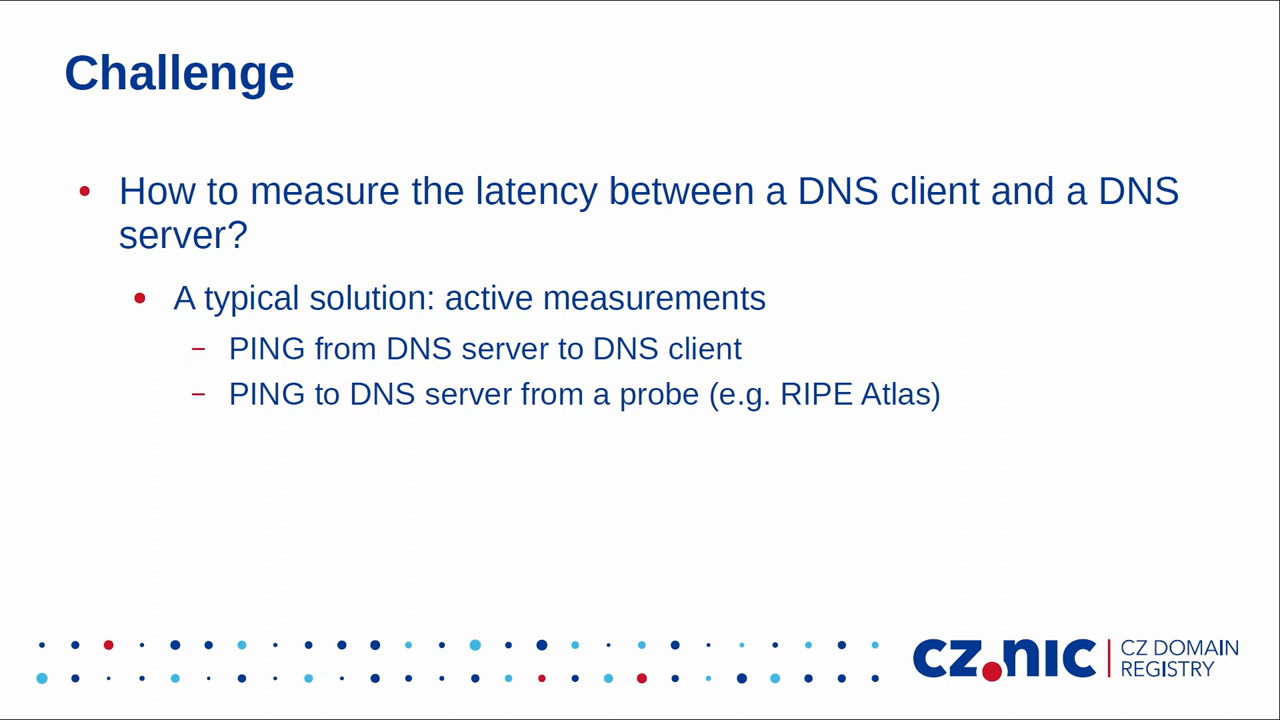 Challenge
• How to measure the latency between a DNS client and a DNS
server?
• A typical solution: active measurements
– PING from DNS server to DNS client
– PING to DNS server from a probe (e.g. RIPE Atlas)
CZ.NIC
CZ DOMAIN
REGISTRY